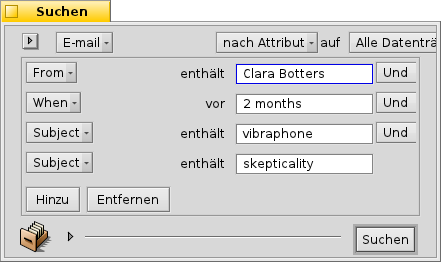 Suchen
E-mail nach Attribut auf Alle Datenträ
From enthält Clara Botters Und
When vor 2 months Und
Subject enthält vibraphone Und
Subject enthält skepticality
Hinzu Entfernen
Suchen